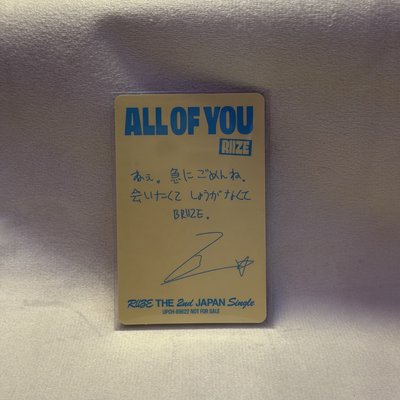 ALL OF YOU
RIIZE
ねぇ。急にごめんね、
会いたくてしょうがなくて
BRIIZE。
RIIZE THE 2nd JAPAN Single
NOT FOR SALE